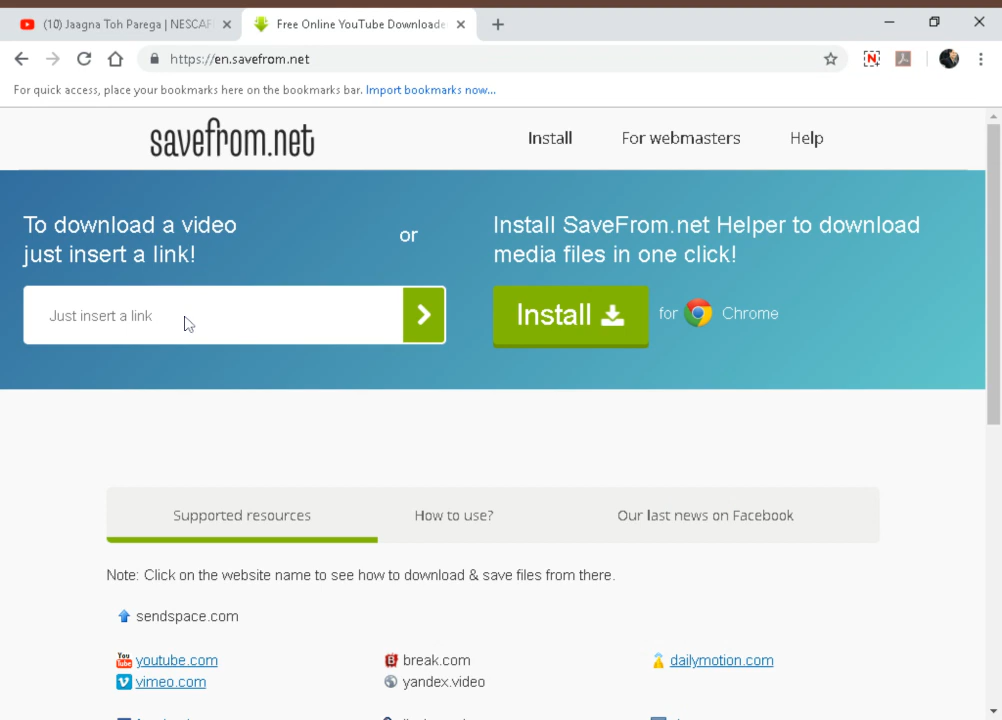 (10) Jaagna Toh Parega | NESCAF
Free Online YouTube Downloade
https://en.savefrom.net
For quick access, place your bookmarks here on the bookmarks bar. Import bookmarks now...
savefrom.net
Install
For webmasters
Help
To download a video
just insert a link!
or
Install SaveFrom.net Helper to download
media files in one click!
Just insert a link
Install
for
Chrome
Supported resources
How to use?
Our last news on Facebook
Note: Click on the website name to see how to download & save files from there.
sendspace.com
You Tube youtube.com
break.com
dailymotion.com
vimeo.com
yandex.video